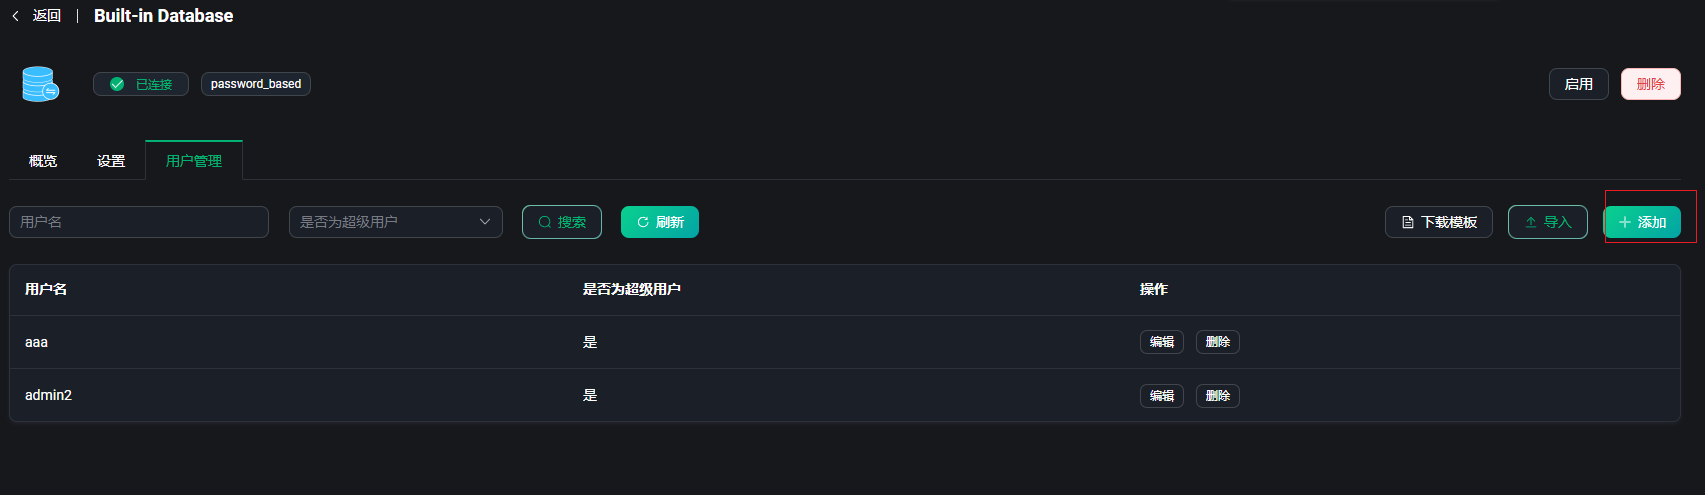 返回 | Built-in Database
已连接 password_based 启用 删除
概览 设置 用户管理
用户名 是否为超级用户 搜索 刷新 下载模板 导入 添加
用户名 是否为超级用户 操作
aaa 是 编辑 删除
admin2 是 编辑 删除